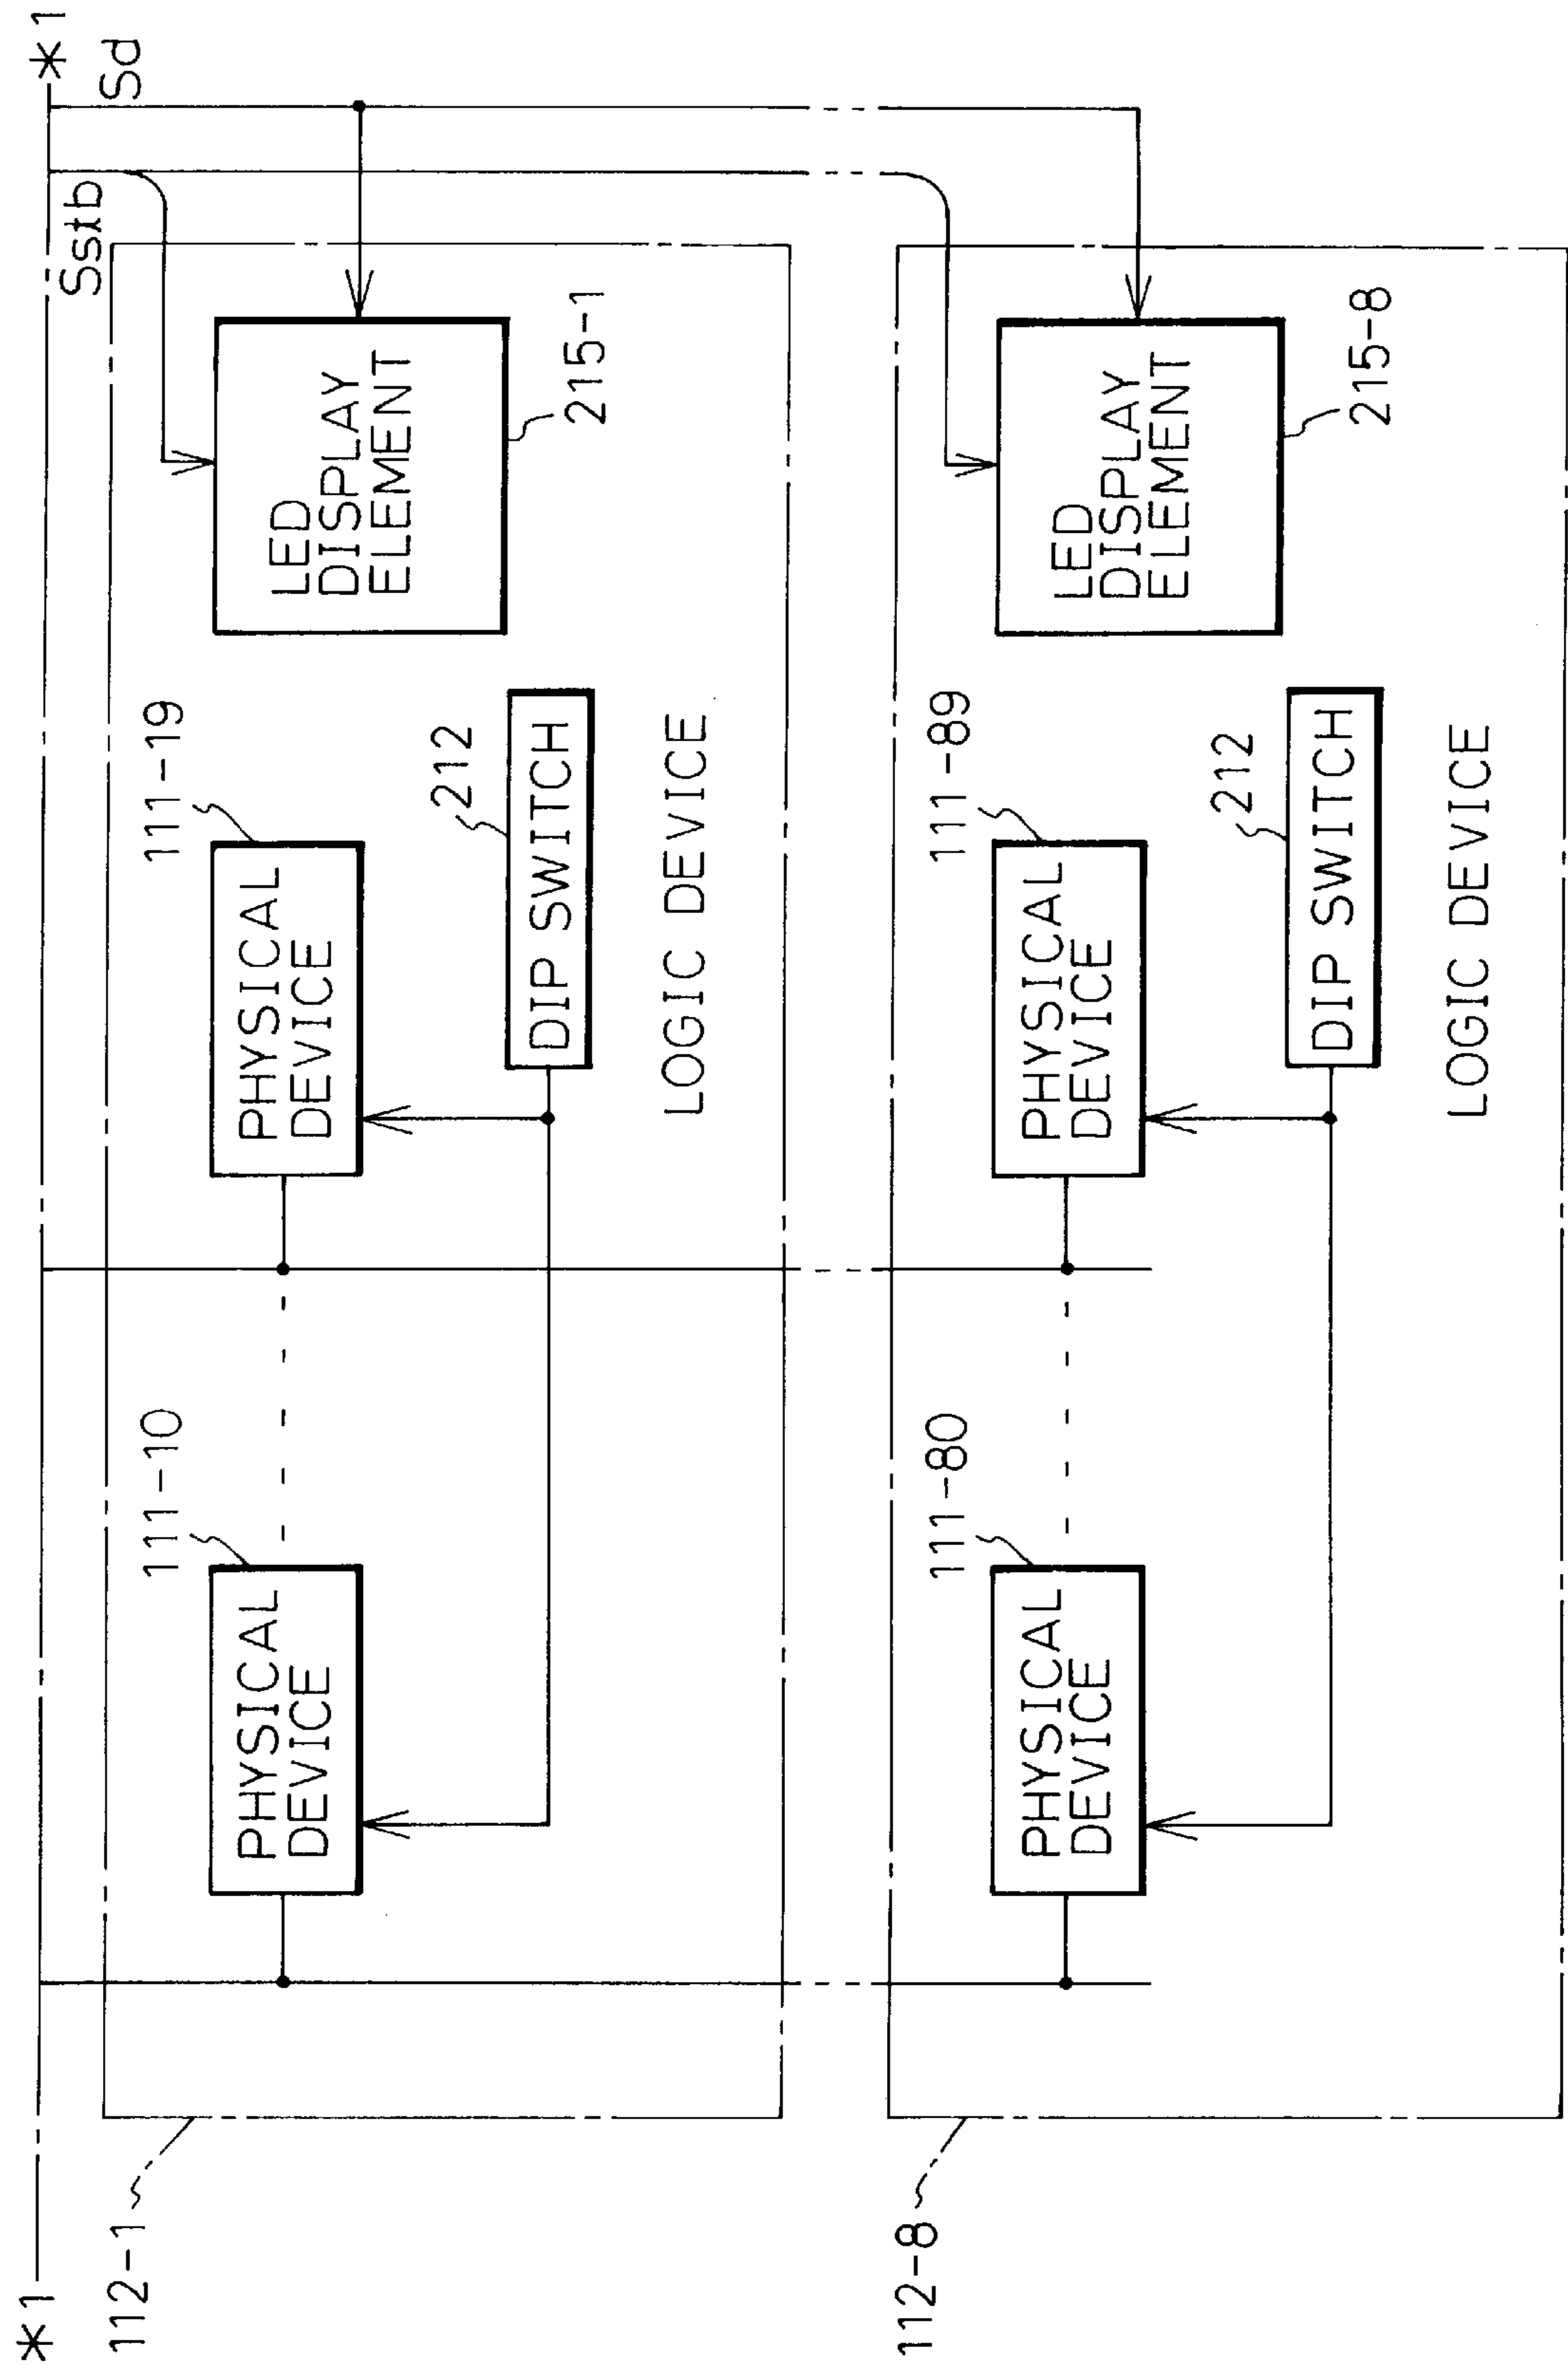 *1
*1
Sd
Sstb
112-1
111-10
PHYSICAL
DEVICE
111-19
PHYSICAL
DEVICE
LED
DISPLAY
ELEMENT
215-1
212
DIP SWITCH
LOGIC DEVICE
112-8
111-80
PHYSICAL
DEVICE
111-89
PHYSICAL
DEVICE
LED
DISPLAY
ELEMENT
215-8
212
DIP SWITCH
LOGIC DEVICE